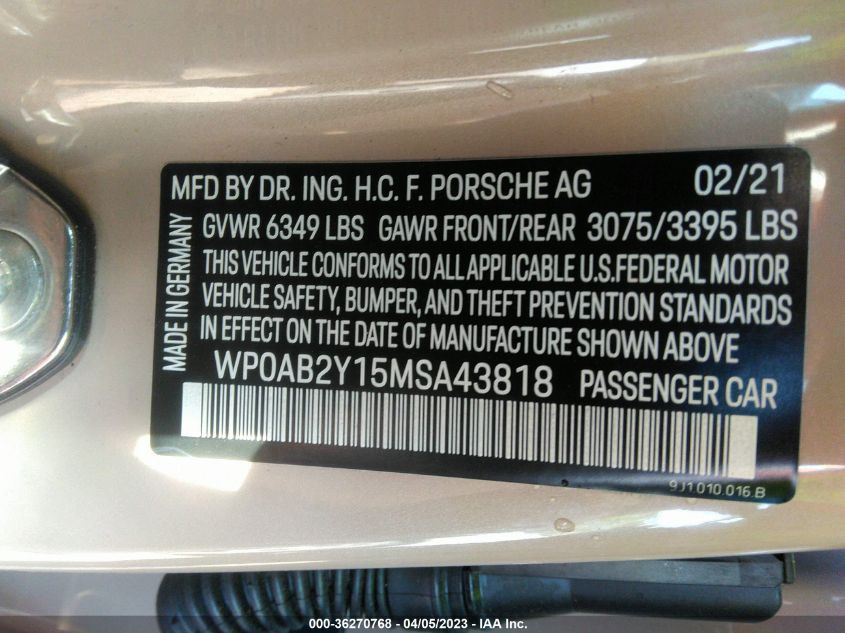 MFD BY DR. ING. H.C. F. PORSCHE AG 02/21
GVWR 6349 LBS GAWR FRONT/REAR 3075/3395 LBS
THIS VEHICLE CONFORMS TO ALL APPLICABLE U.S.FEDERAL MOTOR
VEHICLE SAFETY, BUMPER, AND THEFT PREVENTION STANDARDS
IN EFFECT ON THE DATE OF MANUFACTURE SHOWN ABOVE
MADE IN GERMANY
WP0AB2Y15MSA43818 PASSENGER CAR
9J1.010.016.B
000-36270768 - 04/05/2023 - IAA Inc.